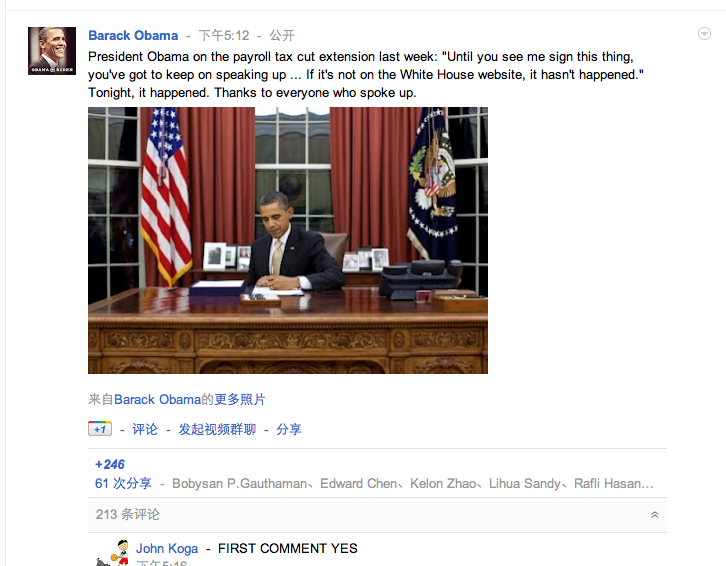 Barack Obama - 下午5:12 - 公开
President Obama on the payroll tax cut extension last week: "Until you see me sign this thing,
you've got to keep on speaking up ... If it's not on the White House website, it hasn't happened."
Tonight, it happened. Thanks to everyone who spoke up.
OBAMA BIDEN
来自Barack Obama的更多照片
+1 - 评论 - 发起视频群聊 - 分享
+246
61 次分享 - Bobysan P.Gauthaman、Edward Chen、Kelon Zhao、Lihua Sandy、Rafli Hasan…
213 条评论
John Koga - FIRST COMMENT YES
下午5:16